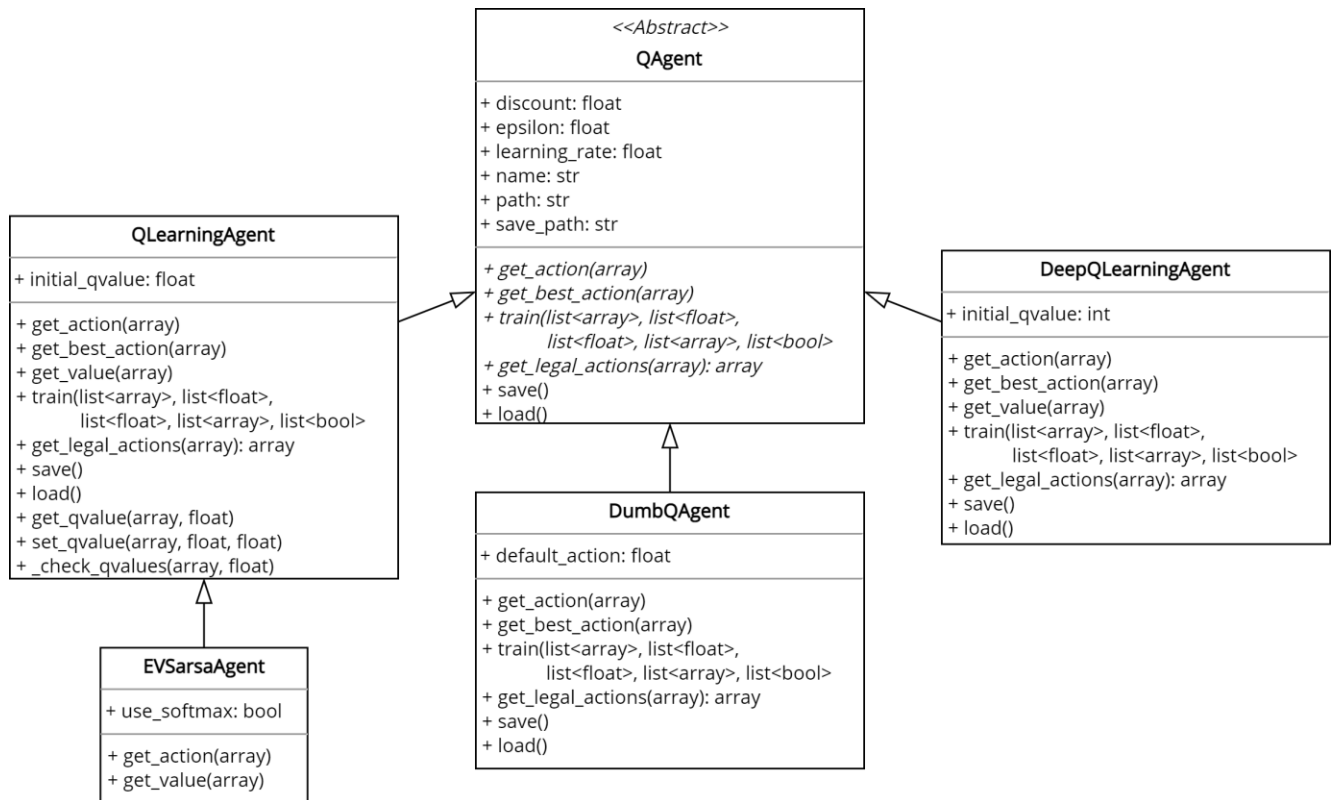 <<Abstract>>
QAgent
+ discount: float
+ epsilon: float
+ learning_rate: float
+ name: str
+ path: str
+ save_path: str
+ get_action(array)
+ get_best_action(array)
+ train(list<array>, list<float>,
list<float>, list<array>, list<bool>
+ get_legal_actions(array): array
+ save()
+ load()
QLearningAgent
+ initial_qvalue: float
+ get_action(array)
+ get_best_action(array)
+ get_value(array)
+ train(list<array>, list<float>,
list<float>, list<array>, list<bool>
+ get_legal_actions(array): array
+ save()
+ load()
+ get_qvalue(array, float)
+ set_qvalue(array, float, float)
+ _check_qvalues(array, float)
DeepQLearningAgent
+ initial_qvalue: int
+ get_action(array)
+ get_best_action(array)
+ get_value(array)
+ train(list<array>, list<float>,
list<float>, list<array>, list<bool>
+ get_legal_actions(array): array
+ save()
+ load()
DumbQAgent
+ default_action: float
+ get_action(array)
+ get_best_action(array)
+ train(list<array>, list<float>,
list<float>, list<array>, list<bool>
+ get_legal_actions(array): array
+ save()
+ load()
EVSarsaAgent
+ use_softmax: bool
+ get_action(array)
+ get_value(array)